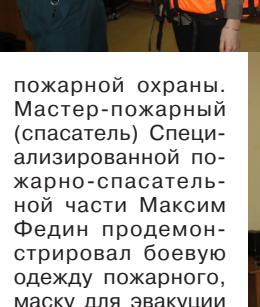 пожарной охраны.
Мастер-пожарный
(спасатель) Специ-
ализированной по-
жарно-спасатель-
ной части Максим
Федин продемон-
стрировал боевую
одежду пожарного,
маску для эвакуции